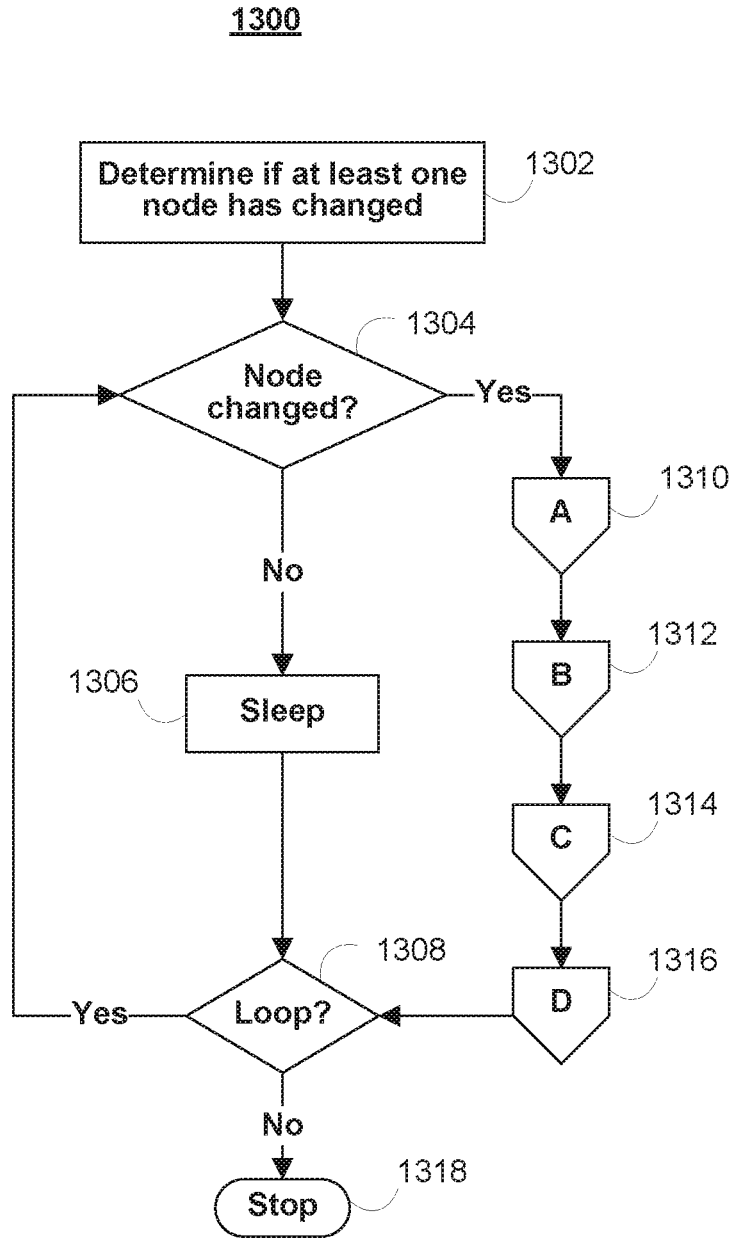 1300
Determine if at least one
node has changed
1302
1304
Node
changed?
Yes
1310
A
No
1312
B
1306
Sleep
1314
C
1308
1316
Yes
Loop?
D
No
1318
Stop